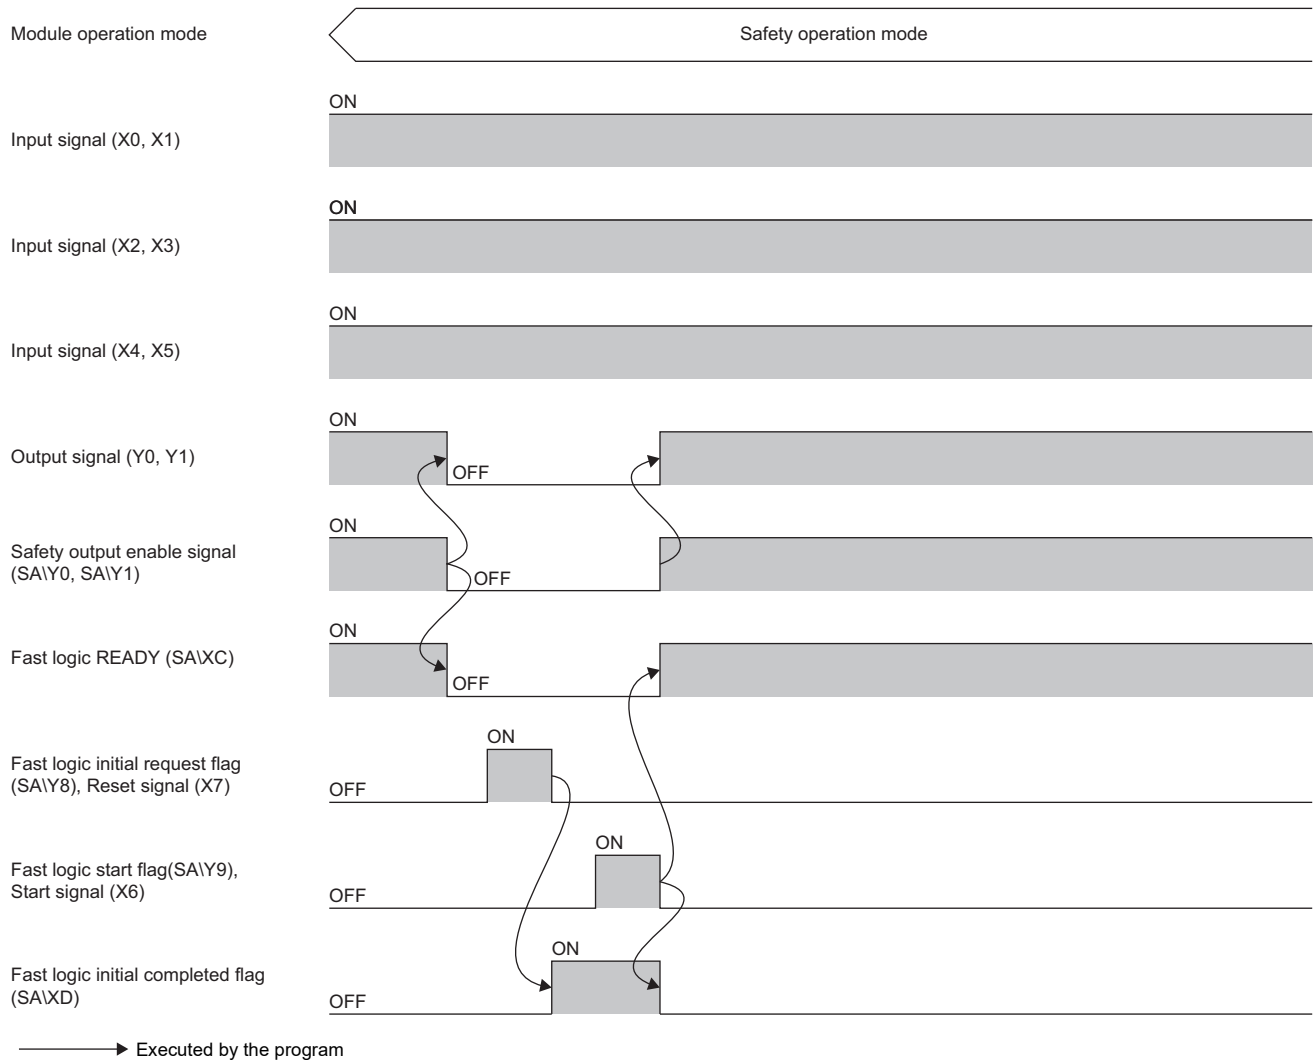 Module operation mode
Safety operation mode
ON
Input signal (X0, X1)
ON
Input signal (X2, X3)
ON
Input signal (X4, X5)
ON
Output signal (Y0, Y1)
OFF
ON
Safety output enable signal
(SA\Y0, SA\Y1)
OFF
ON
Fast logic READY (SA\XC)
OFF
ON
Fast logic initial request flag
(SA\Y8), Reset signal (X7)
OFF
ON
Fast logic start flag(SA\Y9),
Start signal (X6)
OFF
ON
Fast logic initial completed flag
(SA\XD)
OFF
Executed by the program